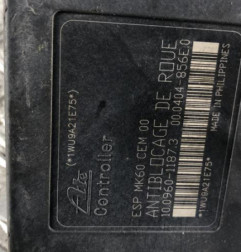 (*1WU9A21E75*)
Ate
Controller
ESP MK60 CEM 00
ANTIBLOCAGE DE ROUE
10.0960-1187.3 00.0404-856E.0
*1WU9A21E75*
MADE IN PHILIPPINES